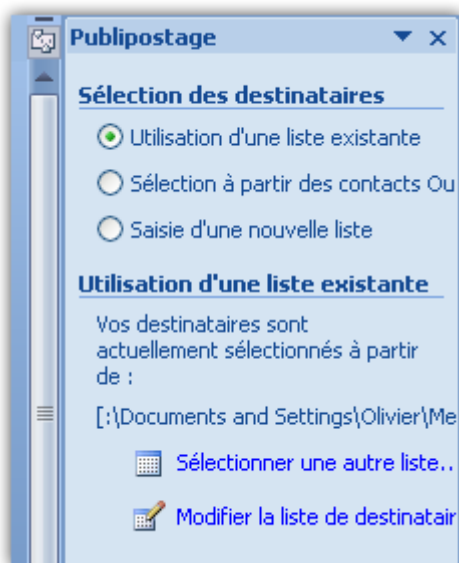 Publipostage
Sélection des destinataires
Utilisation d'une liste existante
Sélection à partir des contacts Ou
Saisie d'une nouvelle liste
Utilisation d'une liste existante
Vos destinataires sont
actuellement sélectionnés à partir
de :
[:\Documents and Settings\Olivier\Me
Sélectionner une autre liste..
Modifier la liste de destinatair